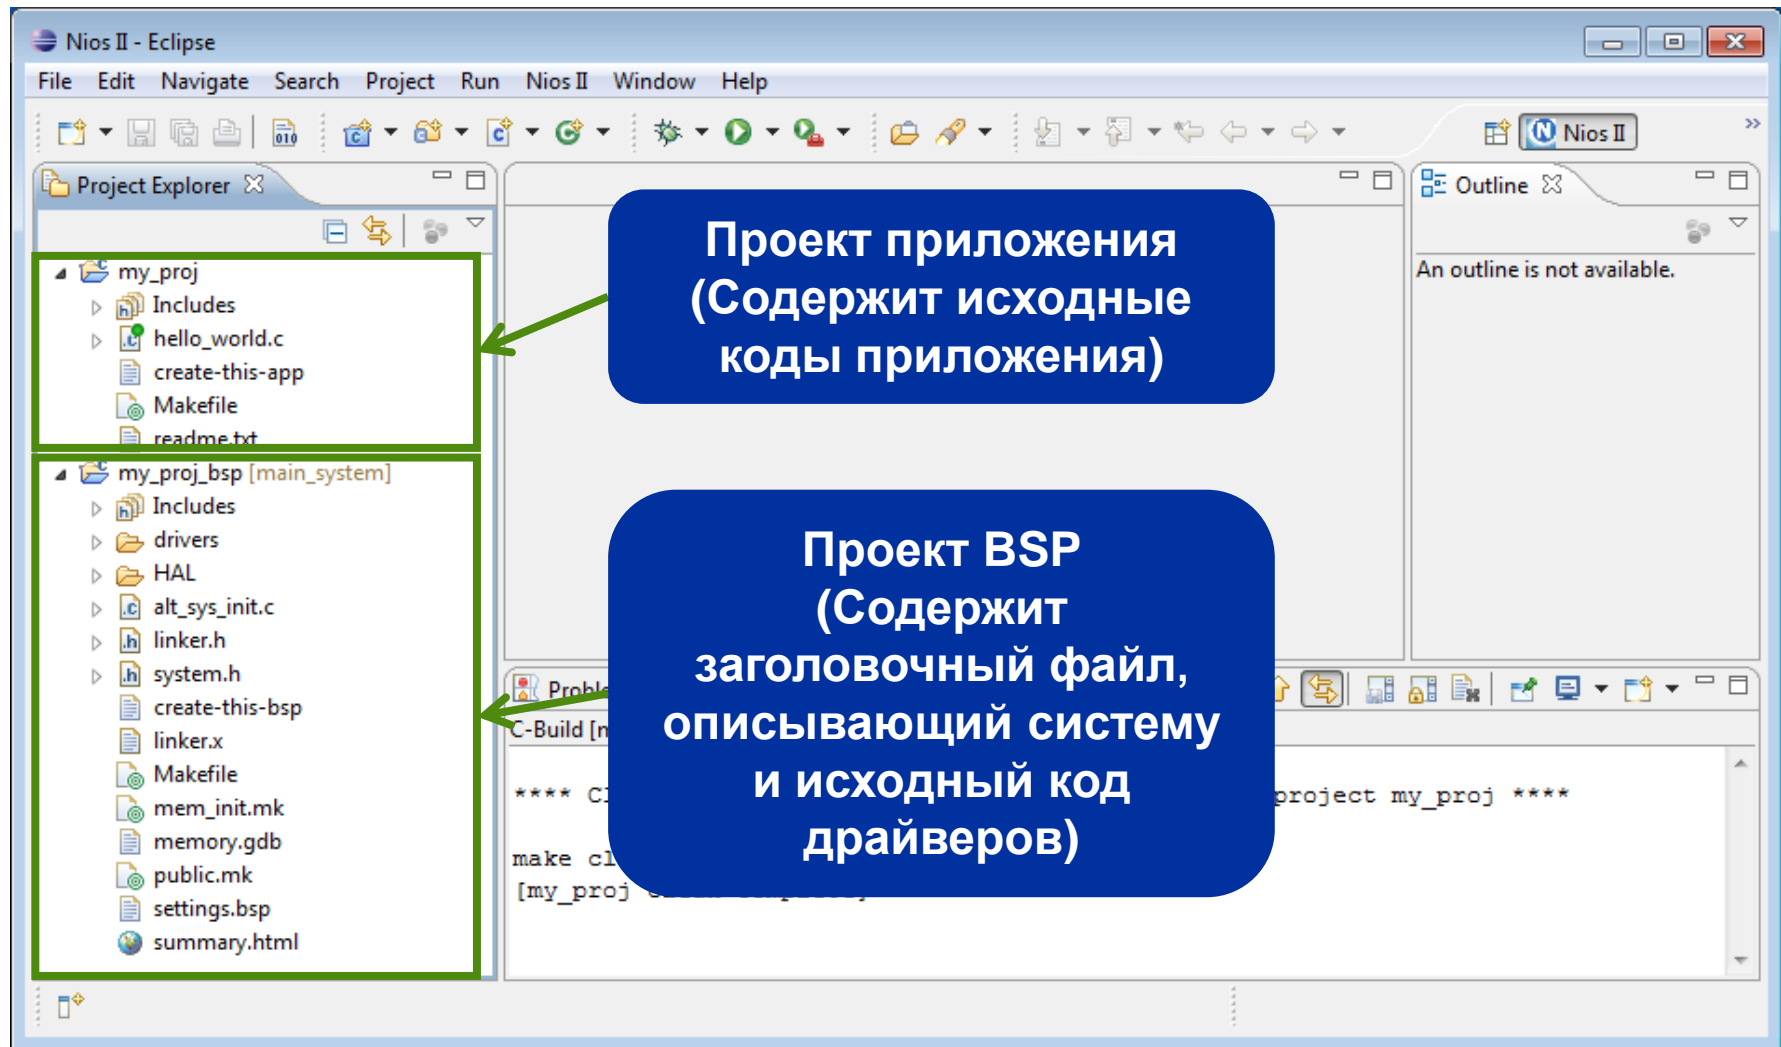 Nios II - Eclipse
File Edit Navigate Search Project Run Nios II Window Help
Nios II
Project Explorer
Outline
An outline is not available.
my_proj
Includes
hello_world.c
create-this-app
Makefile
readme.txt
my_proj_bsp [main_system]
Includes
drivers
HAL
alt_sys_init.c
linker.h
system.h
create-this-bsp
linker.x
Makefile
mem_init.mk
memory.gdb
public.mk
settings.bsp
summary.html
Проект приложения
(Содержит исходные
коды приложения)
Проект BSP
(Содержит
заголовочный файл,
описывающий систему
и исходный код
драйверов)
C-Build
**** project my_proj ****
make
[my_proj